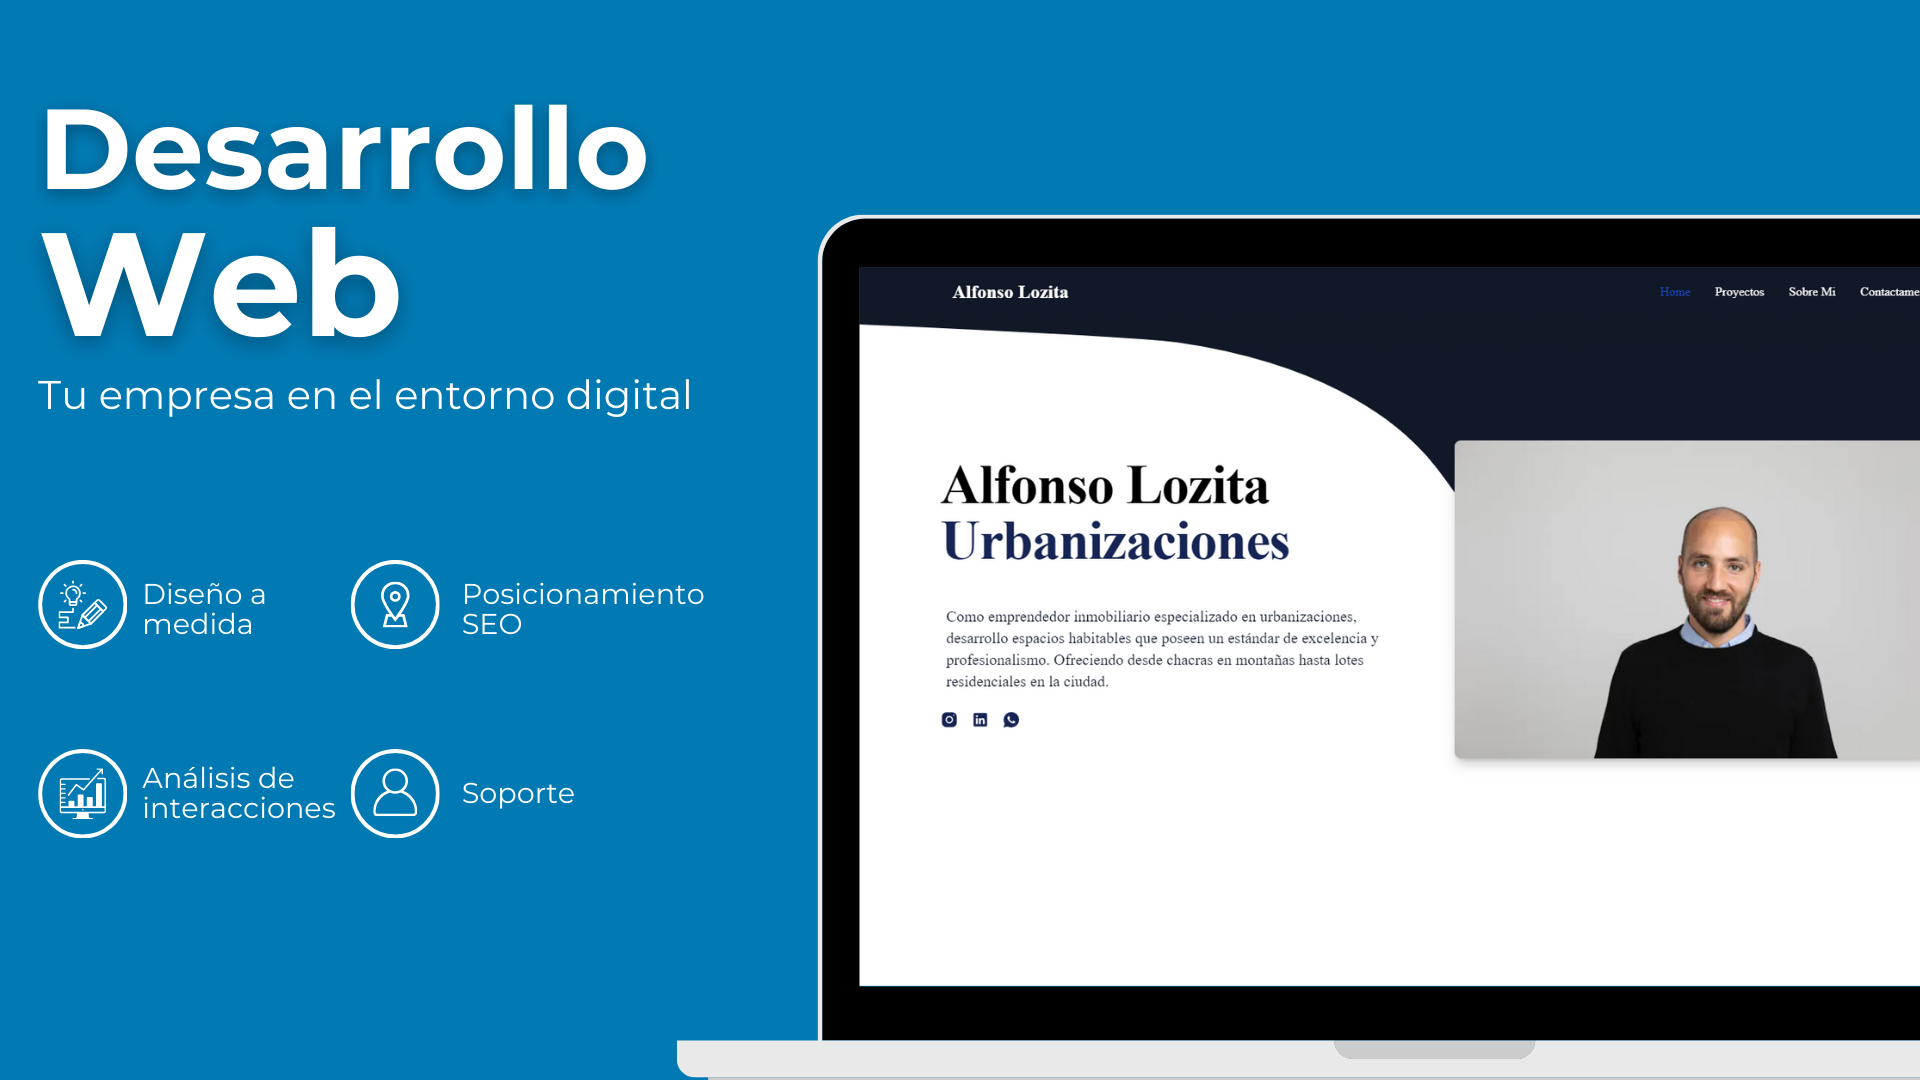 Desarrollo
Web
Tu empresa en el entorno digital
Diseño a
medida
Posicionamiento
SEO
Análisis de
interacciones
Soporte
Alfonso Lozita
Home Proyectos Sobre Mi Contactame
Alfonso Lozita
Urbanizaciones
Como emprendedor inmobiliario especializado en urbanizaciones,
desarrollo espacios habitables que poseen un estándar de excelencia y
profesionalismo. Ofreciendo desde chacras en montañas hasta lotes
residenciales en la ciudad.
in